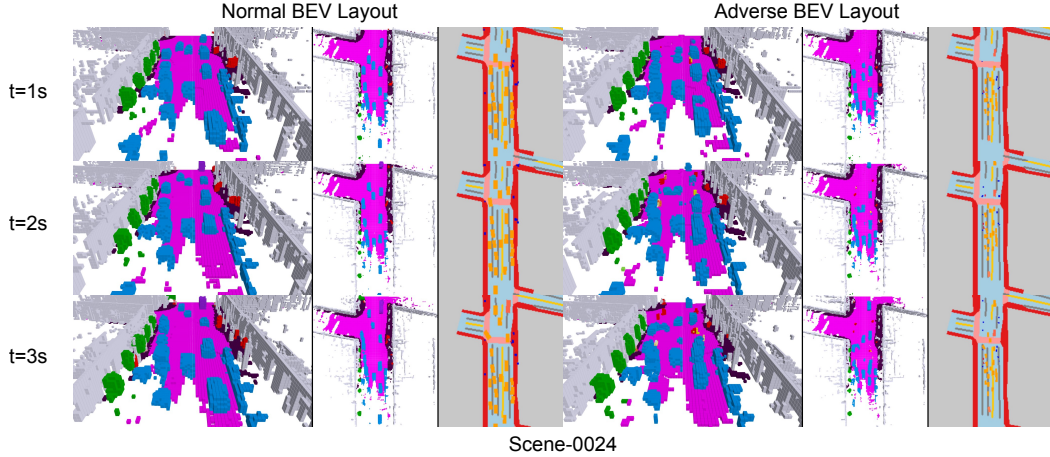 Normal BEV Layout
Adverse BEV Layout
t=1s
t=2s
t=3s
Scene-0024